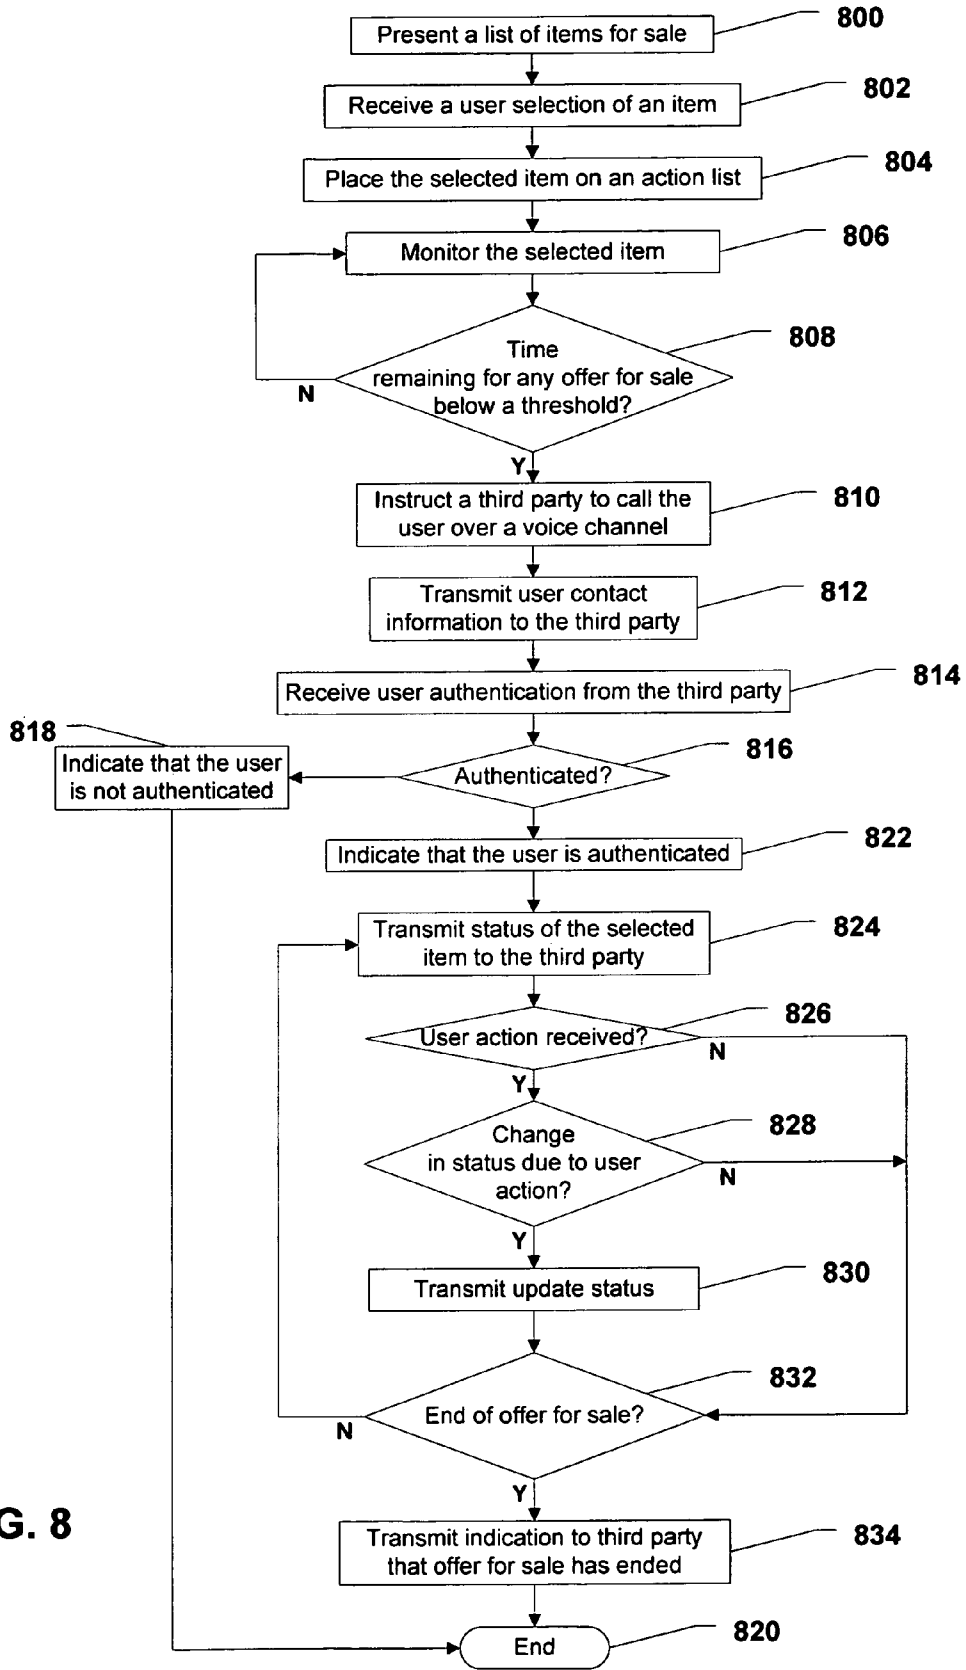 800
Present a list of items for sale
802
Receive a user selection of an item
804
Place the selected item on an action list
806
Monitor the selected item
808
Time
remaining for any offer for sale
below a threshold?
N
Y
810
Instruct a third party to call the
user over a voice channel
812
Transmit user contact
information to the third party
814
Receive user authentication from the third party
818
Indicate that the user
is not authenticated
816
Authenticated?
822
Indicate that the user is authenticated
824
Transmit status of the selected
item to the third party
826
User action received?
N
Y
828
Change
in status due to user
action?
N
Y
830
Transmit update status
832
End of offer for sale?
N
Y
G. 8
834
Transmit indication to third party
that offer for sale has ended
820
End